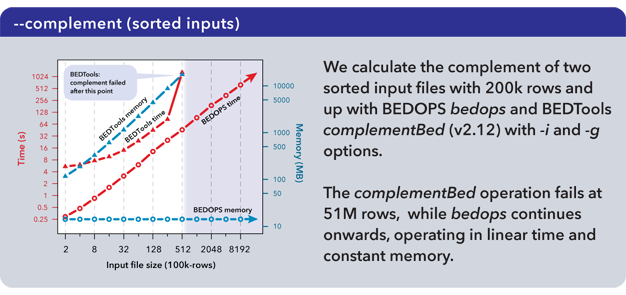 --complement (sorted inputs)
BEDTools:
complement failed
after this point
BEDTools memory
BEDTools time
BEDOPS time
BEDOPS memory
Time (s)
1024
512
256
128
64
32
16
8
4
2
1
0.5
0.25
10000
5000
1000
500
100
50
10
Memory (MB)
2 8 32 128 512 2048 8192
Input file size (100k-rows)
We calculate the complement of two
sorted input files with 200k rows and
up with BEDOPS bedops and BEDTools
complementBed (v2.12) with -i and -g
options.
The complementBed operation fails at
51M rows, while bedops continues
onwards, operating in linear time and
constant memory.